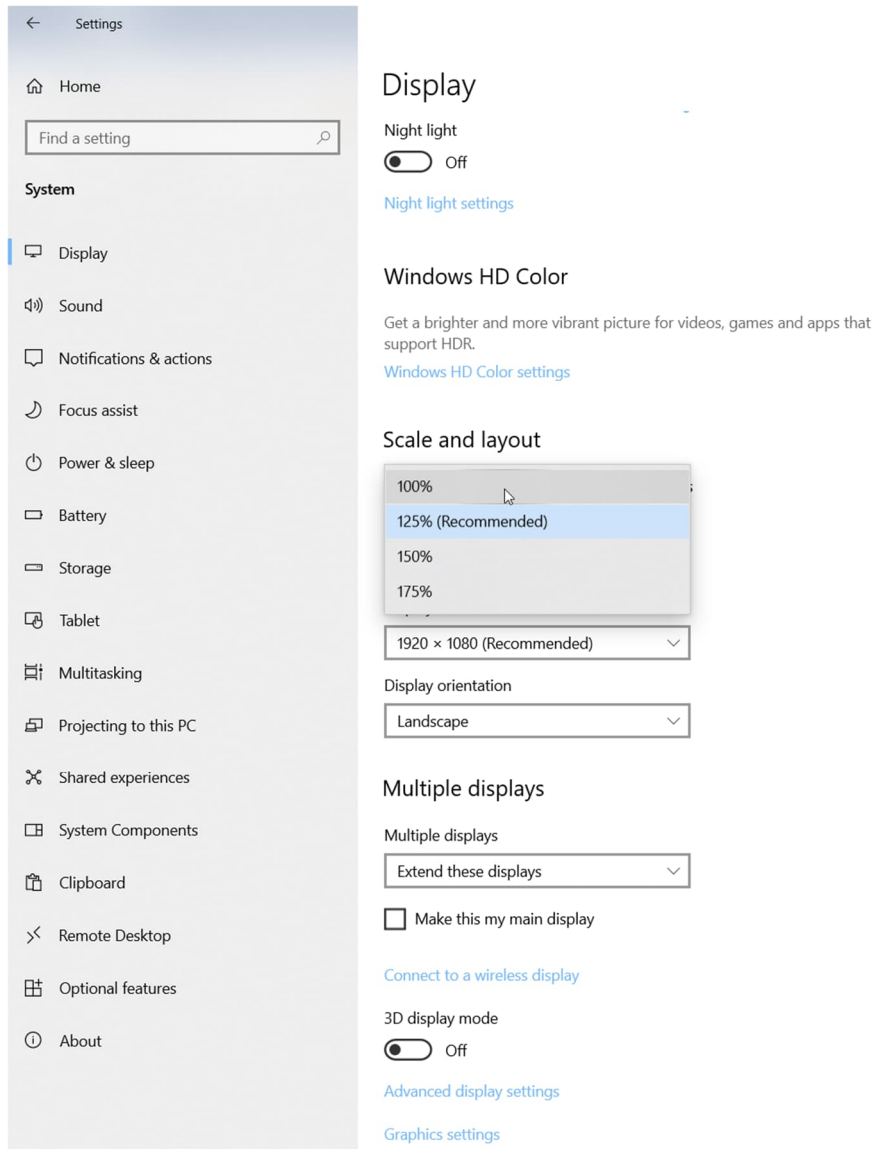 Settings
Home
Find a setting
System
Display
Sound
Notifications & actions
Focus assist
Power & sleep
Battery
Storage
Tablet
Multitasking
Projecting to this PC
Shared experiences
System Components
Clipboard
Remote Desktop
Optional features
About
Display
Night light
Off
Night light settings
Windows HD Color
Get a brighter and more vibrant picture for videos, games and apps that
support HDR.
Windows HD Color settings
Scale and layout
100%
125% (Recommended)
150%
175%
1920 × 1080 (Recommended)
Display orientation
Landscape
Multiple displays
Multiple displays
Extend these displays
Make this my main display
Connect to a wireless display
3D display mode
Off
Advanced display settings
Graphics settings